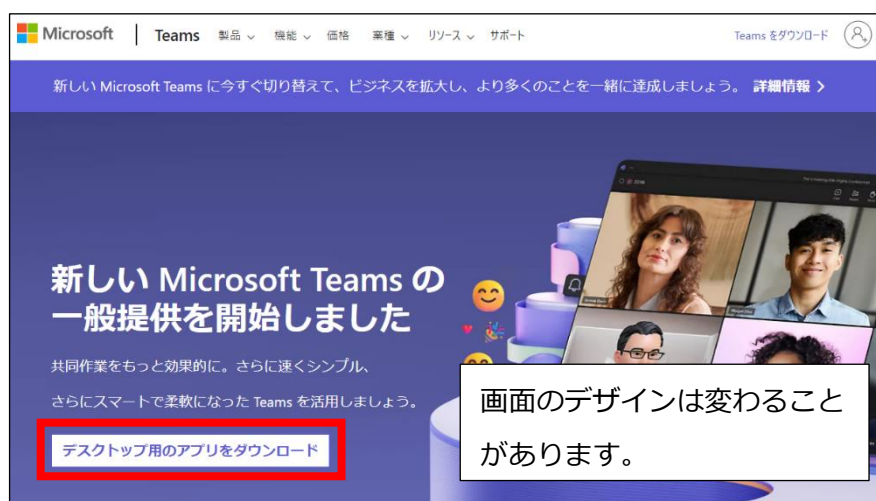 Microsoft | Teams 製品 機能 価格 業種 リソース サポート Teams をダウンロード
新しい Microsoft Teams に今すぐ切り替えて、ビジネスを拡大し、より多くのことを一緒に達成しましょう。 詳細情報 >
新しい Microsoft Teams の
一般提供を開始しました
共同作業をもっと効果的に。さらに速くシンプル、
さらにスマートで柔軟になった Teams を活用しましょう。
デスクトップ用のアプリをダウンロード
画面のデザインは変わること
があります。